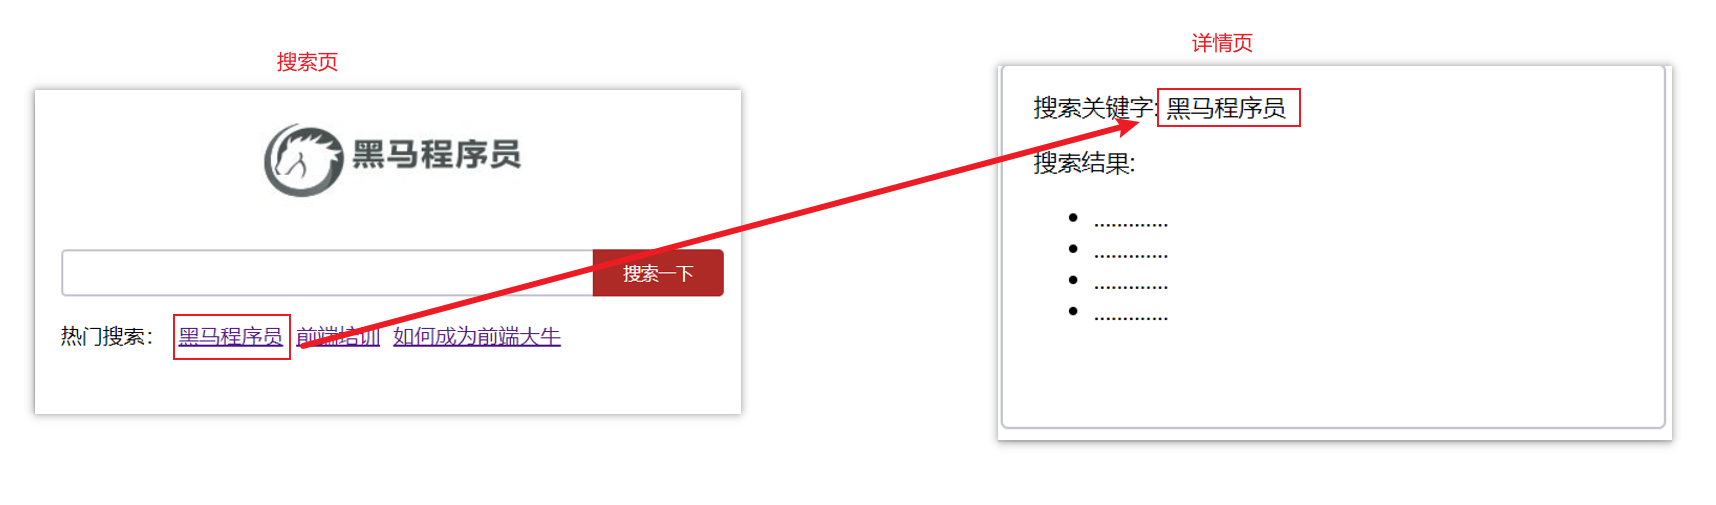 搜索页
黑马程序员
搜索一下
热门搜索： 黑马程序员 前端培训 如何成为前端大牛
详情页
搜索关键字: 黑马程序员
搜索结果:
.............
.............
.............
.............